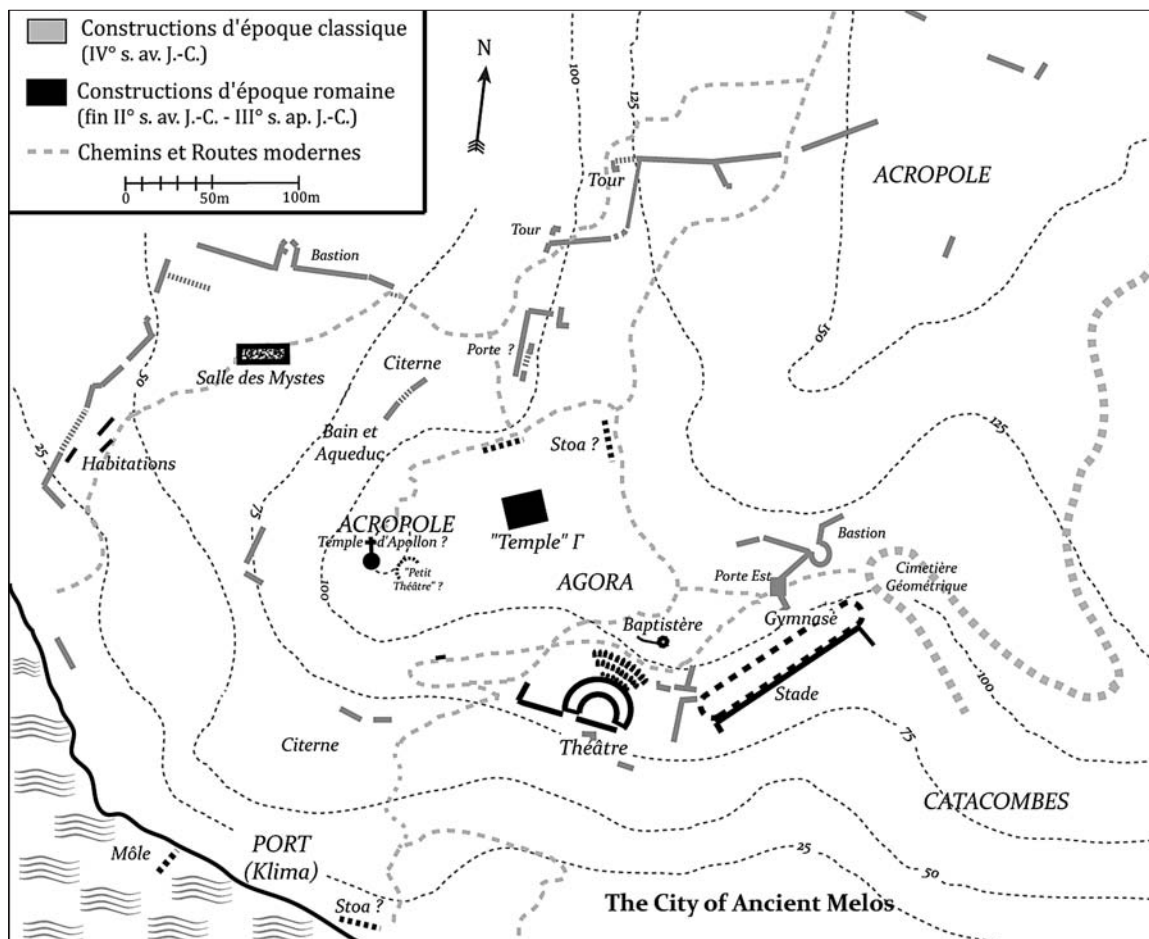 Constructions d'époque classique
(IV° s. av. J.-C.)
Constructions d'époque romaine
(fin II° s. av. J.-C. - III° s. ap. J.-C.)
Chemins et Routes modernes
0 50m 100m
N
100
125
Tour
ACROPOLE
Tour
Bastion
150
Porte ?
Citerne
Salle des Mystes
50
125
Bain et
Aqueduc
Stoa ?
25
Habitations
75
ACROPOLE
Temple d'Apollon ?
"Petit
Théâtre" ?
100
"Temple" Γ
AGORA
Bastion
Porte Est
Cimetière
Géométrique
Gymnase
Baptistère
Stade
100
Théâtre
75
Citerne
CATACOMBES
PORT
(Klima)
Môle
25
50
Stoa ?
The City of Ancient Melos